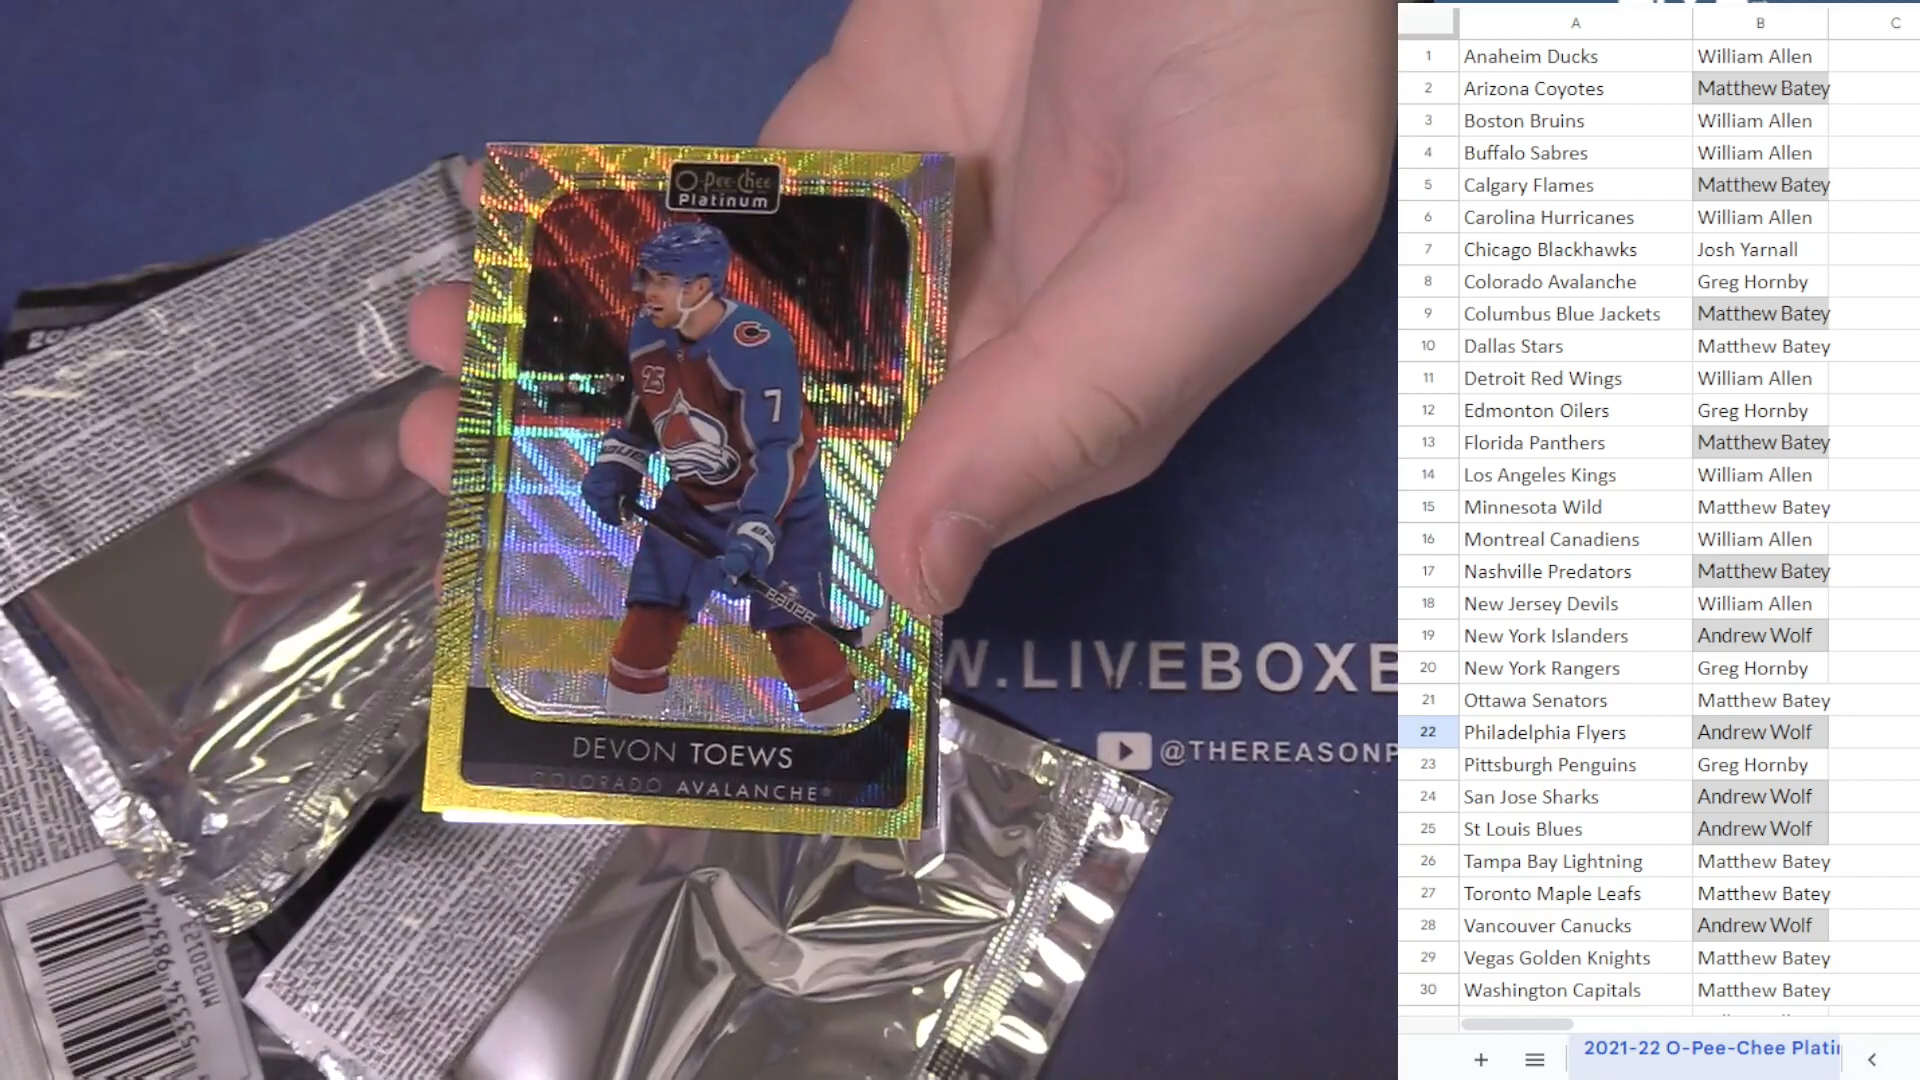 O-Pee-Chee
Platinum
25
7
BAUER
DEVON TOEWS
COLORADO AVALANCHE®
W.LIVEBOXB
@THEREASONP
MQ2023
A B C
1 Anaheim Ducks William Allen
2 Arizona Coyotes Matthew Batey
3 Boston Bruins William Allen
4 Buffalo Sabres William Allen
5 Calgary Flames Matthew Batey
6 Carolina Hurricanes William Allen
7 Chicago Blackhawks Josh Yarnall
8 Colorado Avalanche Greg Hornby
9 Columbus Blue Jackets Matthew Batey
10 Dallas Stars Matthew Batey
11 Detroit Red Wings William Allen
12 Edmonton Oilers Greg Hornby
13 Florida Panthers Matthew Batey
14 Los Angeles Kings William Allen
15 Minnesota Wild Matthew Batey
16 Montreal Canadiens William Allen
17 Nashville Predators Matthew Batey
18 New Jersey Devils William Allen
19 New York Islanders Andrew Wolf
20 New York Rangers Greg Hornby
21 Ottawa Senators Matthew Batey
22 Philadelphia Flyers Andrew Wolf
23 Pittsburgh Penguins Greg Hornby
24 San Jose Sharks Andrew Wolf
25 St Louis Blues Andrew Wolf
26 Tampa Bay Lightning Matthew Batey
27 Toronto Maple Leafs Matthew Batey
28 Vancouver Canucks Andrew Wolf
29 Vegas Golden Knights Matthew Batey
30 Washington Capitals Matthew Batey
2021-22 O-Pee-Chee Plati